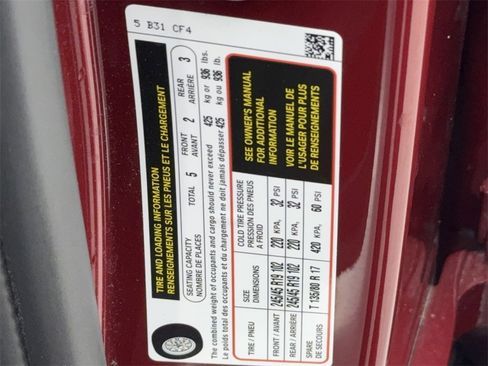 5 B31 CF4
TIRE AND LOADING INFORMATION
RENSEIGNEMENTS SUR LES PNEUS ET LE CHARGEMENT
SEATING CAPACITY TOTAL 5 FRONT 2 REAR 3
NOMBRE DE PLACES AVANT ARRIÈRE
The combined weight of occupants and cargo should never exceed 425 kg or 936 lbs.
Le poids total des occupants et du chargement ne doit jamais dépasser 425 kg ou 936 lb.
TIRE / PNEU SIZE COLD TIRE PRESSURE
DIMENSIONS PRESSION DES PNEUS
A FROID
FRONT / AVANT 245/45 R19 102 220 KPA, 32 PSI
REAR / ARRIÈRE 245/45 R19 102 220 KPA, 32 PSI
SPARE T 135/80 R 17 420 KPA, 60 PSI
DE SECOURS
SEE OWNER'S MANUAL
FOR ADDITIONAL
INFORMATION
VOIR LE MANUEL DE
L'USAGER POUR PLUS
DE RENSEIGNEMENTS